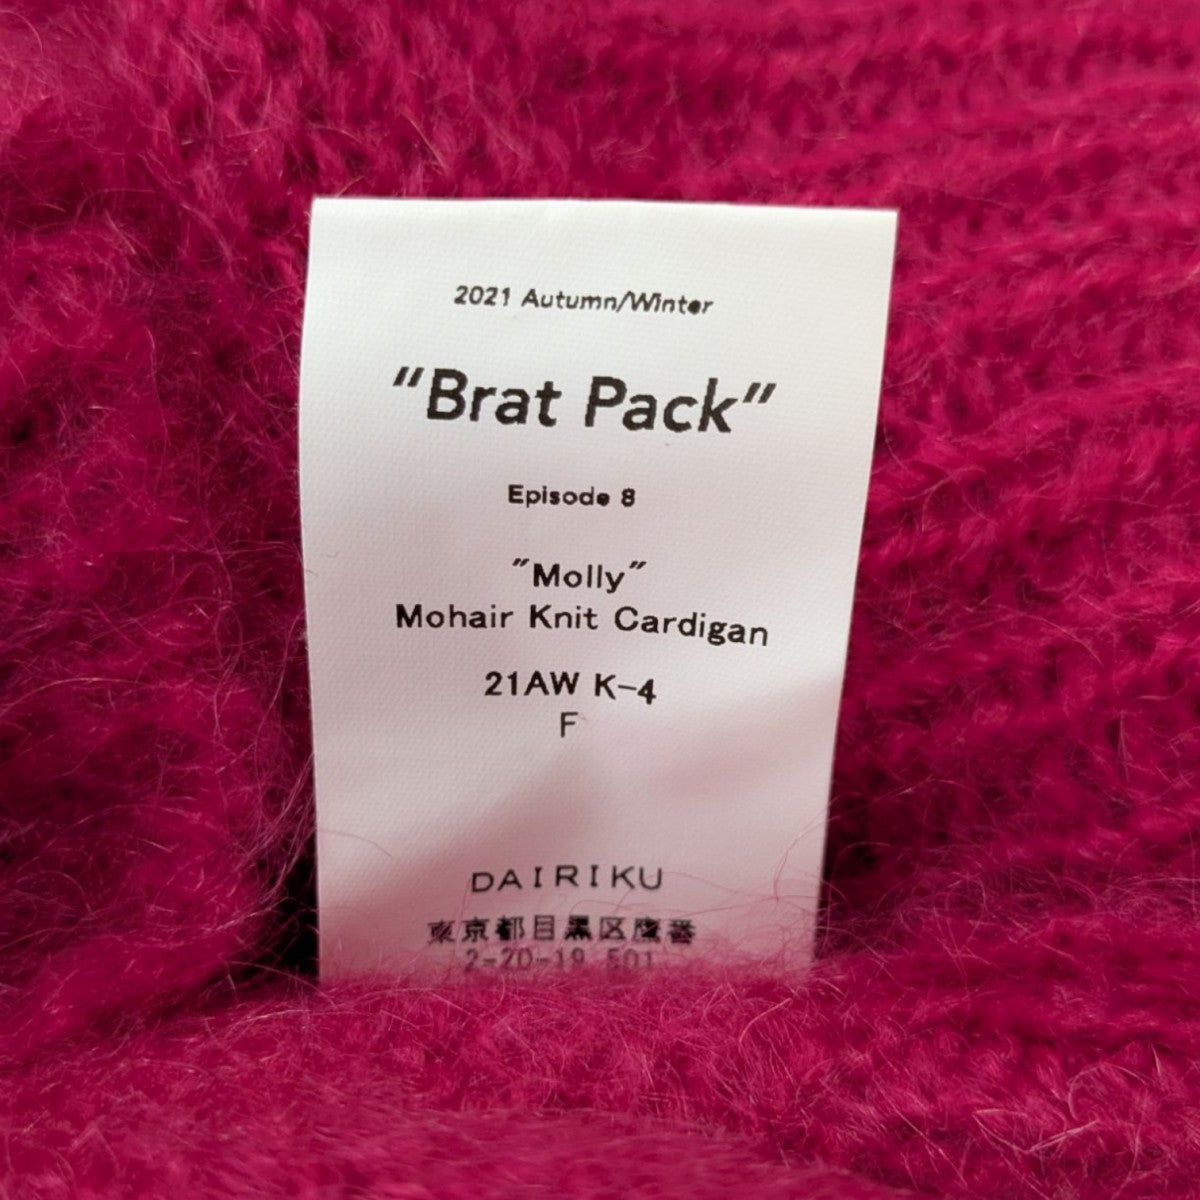 2021 Autumn/Winter
“Brat Pack”
Episode 8
“Molly”
Mohair Knit Cardigan
21AW K-4
F
DAIRIKU
東京都目黒区鷹番
2-20-19 501